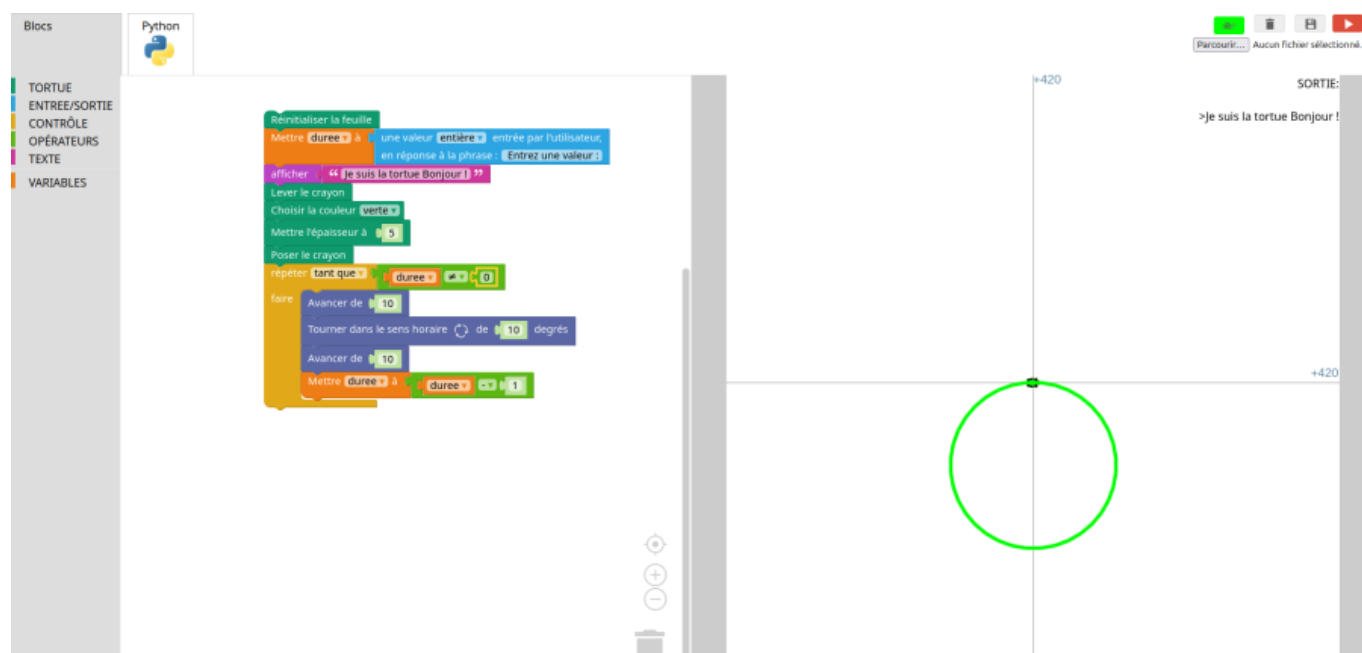 Blocs
Python
Parcourir... Aucun fichier sélectionné.
TORTUE
ENTREE/SORTIE
CONTRÔLE
OPÉRATEURS
TEXTE
VARIABLES
Réinitialiser la feuille
Mettre duree à une valeur entière entrée par l'utilisateur,
en réponse à la phrase : Entrez une valeur :
afficher “ Je suis la tortue Bonjour ! ”
Lever le crayon
Choisir la couleur verte
Mettre l'épaisseur à 5
Poser le crayon
répéter tant que duree ≠ 0
faire
Avancer de 10
Tourner dans le sens horaire de 10 degrés
Avancer de 10
Mettre duree à duree - 1
+420
+420
SORTIE:
>Je suis la tortue Bonjour !